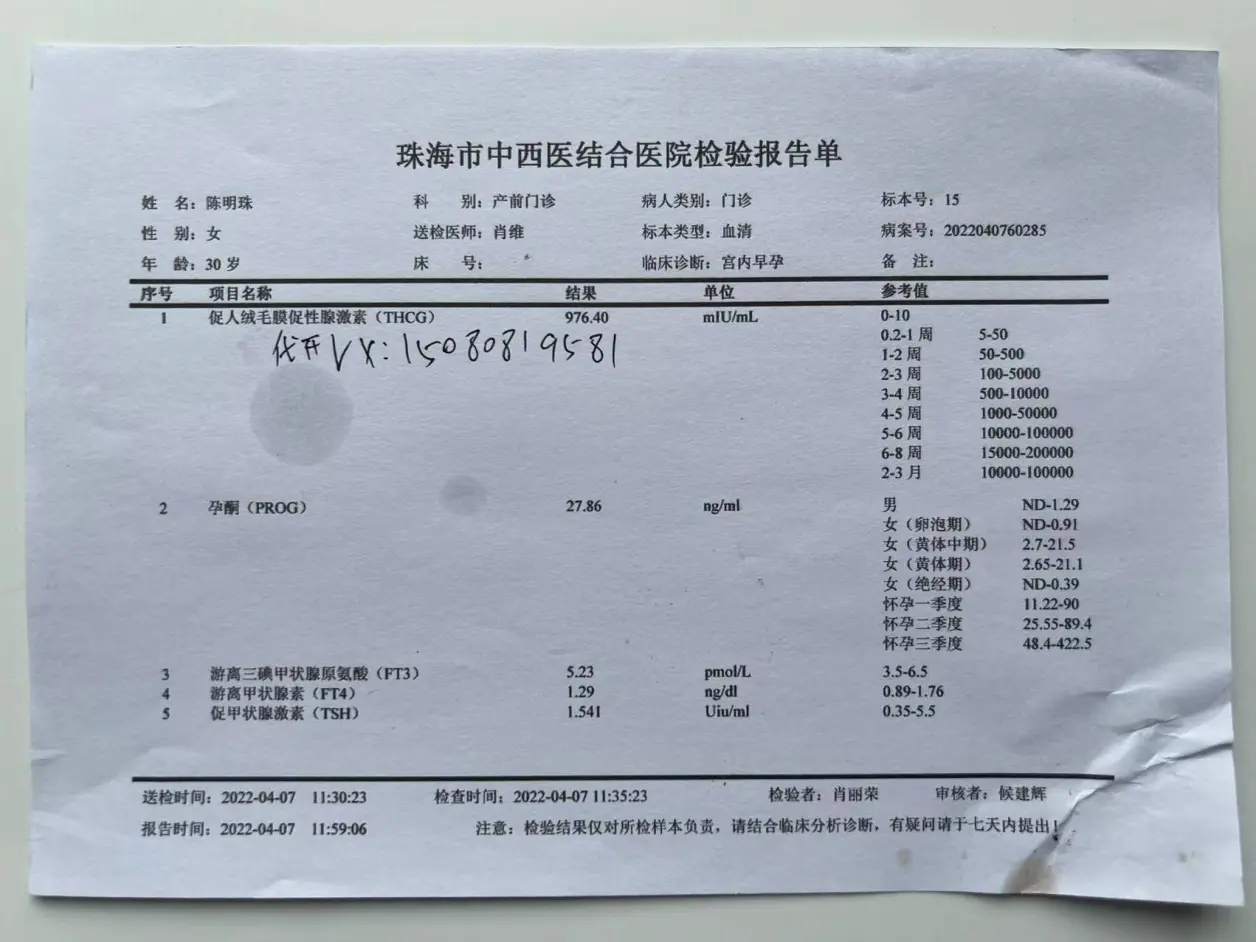 珠海市中西医结合医院检验报告单
姓 名：陈明珠 科 别：产前门诊 病人类别：门诊 标本号：15
性 别：女 送检医师：肖维 标本类型：血清 病案号：2022040760285
年 龄：30 岁 床 号： 临床诊断：宫内早孕 备 注：
序号 项目名称 结果 单位 参考值
1 促人绒毛膜促性腺激素（THCG） 976.40 mIU/mL 0-10
0.2-1 周 5-50
代开VX：15080819581
1-2 周 50-500
2-3 周 100-5000
3-4 周 500-10000
4-5 周 1000-50000
5-6 周 10000-100000
6-8 周 15000-200000
2-3 月 10000-100000
2 孕酮（PROG） 27.86 ng/ml 男 ND-1.29
女（卵泡期） ND-0.91
女（黄体中期） 2.7-21.5
女（黄体期） 2.65-21.1
女（绝经期） ND-0.39
怀孕一季度 11.22-90
怀孕二季度 25.55-89.4
怀孕三季度 48.4-422.5
3 游离三碘甲状腺原氨酸（FT3） 5.23 pmol/L 3.5-6.5
4 游离甲状腺素（FT4） 1.29 ng/dl 0.89-1.76
5 促甲状腺激素（TSH） 1.541 Uiu/ml 0.35-5.5
送检时间：2022-04-07 11:30:23 检查时间：2022-04-07 11:35:23 检验者：肖丽荣 审核者：候建辉
报告时间：2022-04-07 11:59:06 注意：检验结果仅对所检样本负责，请结合临床分析诊断，有疑问请于七天内提出！